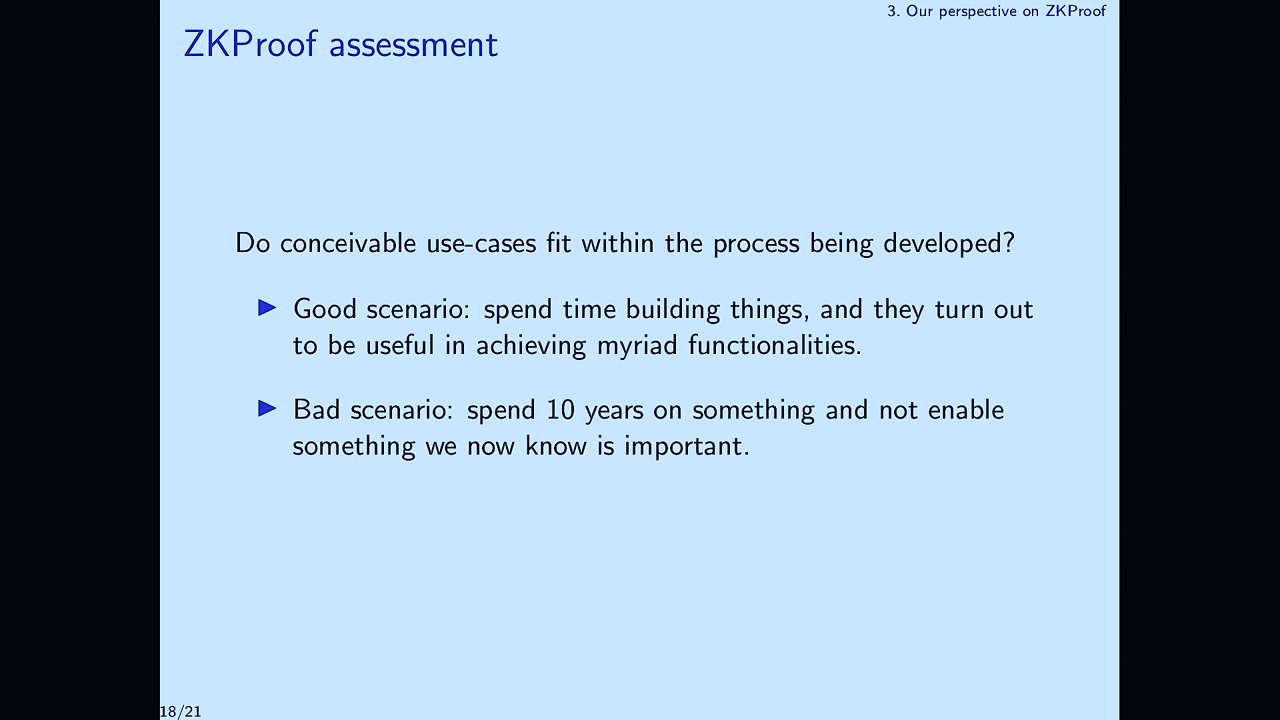 3. Our perspective on ZKProof
ZKProof assessment
Do conceivable use-cases fit within the process being developed?
Good scenario: spend time building things, and they turn out
to be useful in achieving myriad functionalities.
Bad scenario: spend 10 years on something and not enable
something we now know is important.
18/21